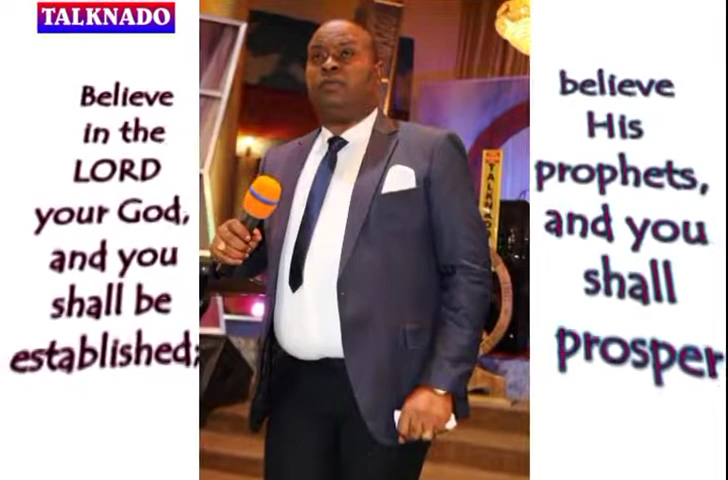 TALKNADO
Believe
in the
LORD
your God,
and you
shall be
established;
TALKNADO
believe
His
prophets,
and you
shall
prosper